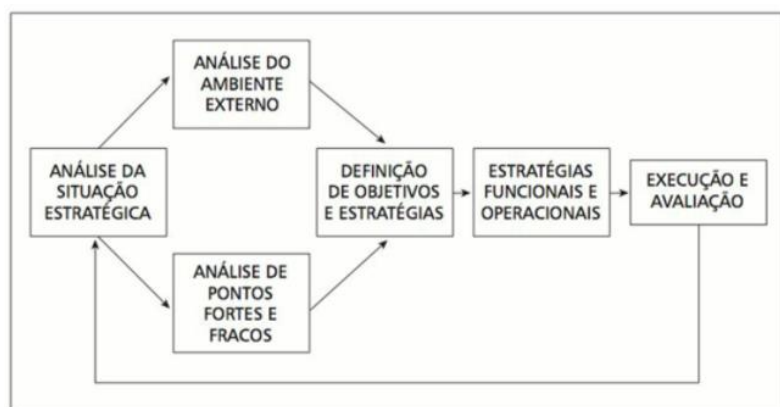 ANÁLISE DA
SITUAÇÃO
ESTRATÉGICA
ANÁLISE DO
AMBIENTE
EXTERNO
ANÁLISE DE
PONTOS
FORTES E
FRACOS
DEFINIÇÃO
DE OBJETIVOS
E ESTRATÉGIAS
ESTRATÉGIAS
FUNCIONAIS E
OPERACIONAIS
EXECUÇÃO E
AVALIAÇÃO